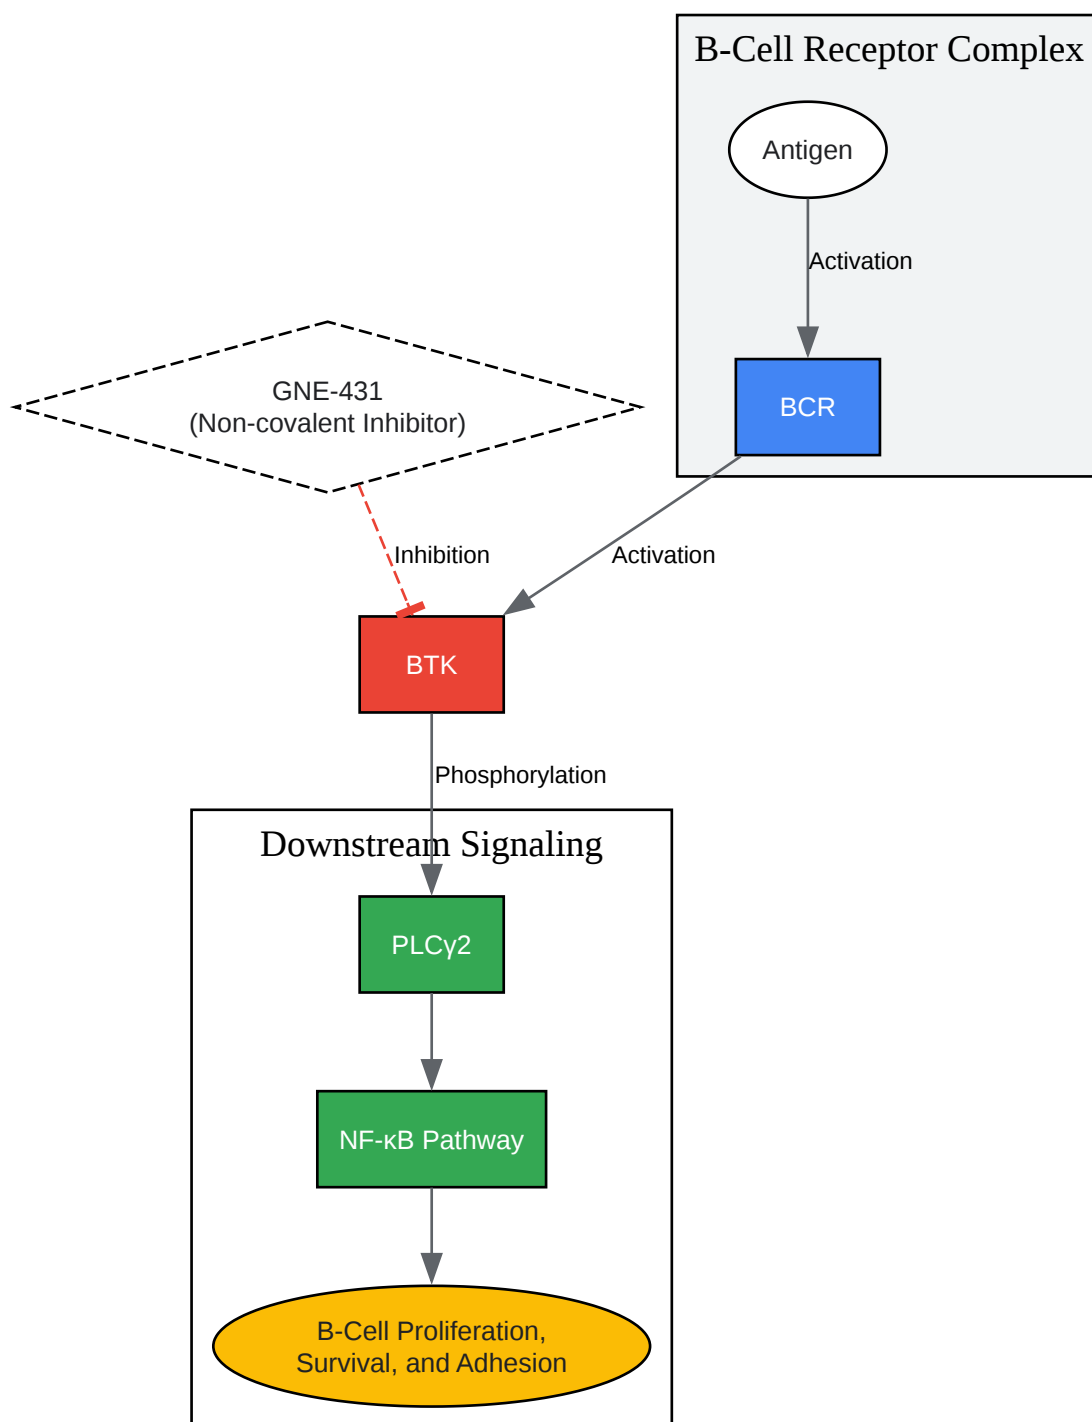 B-Cell Receptor Complex
Antigen
Activation
GNE-431
(Non-covalent Inhibitor)
BCR
Inhibition
Activation
BTK
Phosphorylation
Downstream Signaling
PLCγ2
NF-κB Pathway
B-Cell Proliferation,
Survival, and Adhesion